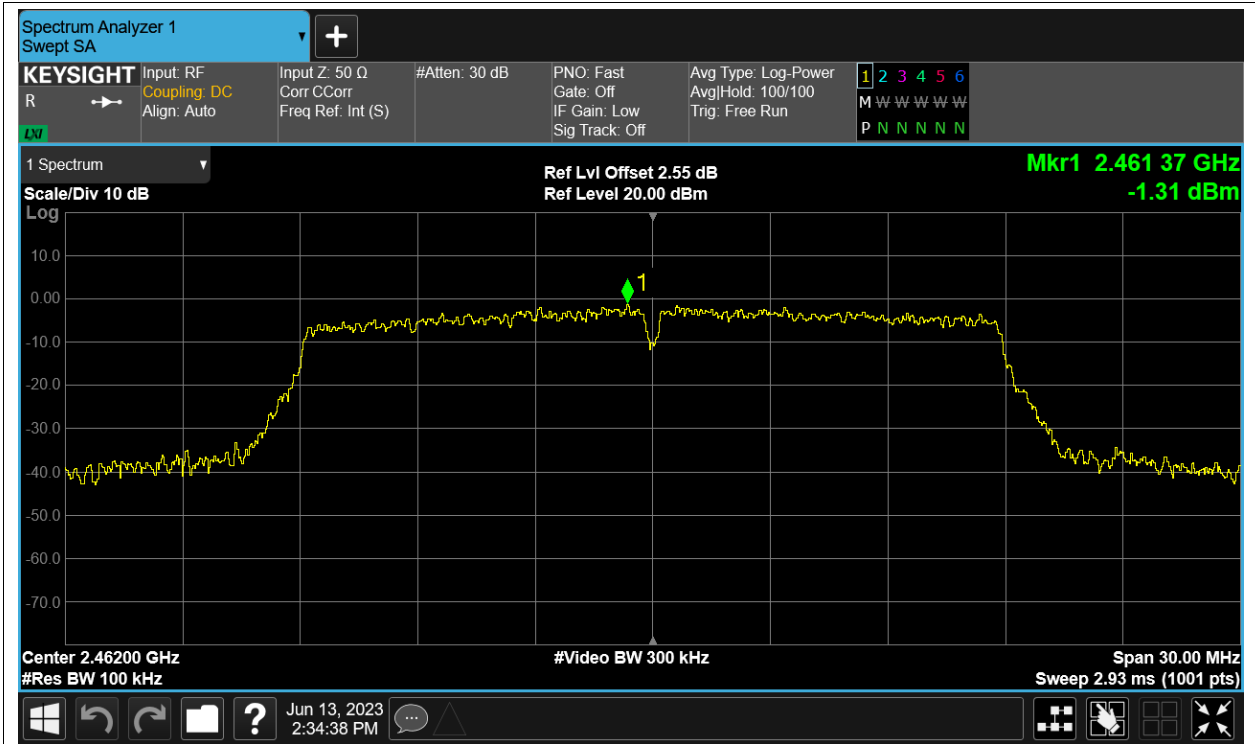 Spectrum Analyzer 1
Swept SA
+
KEYSIGHT
R
LXI
Input: RF
Coupling: DC
Align: Auto
Input Z: 50 Ω
Corr CCorr
Freq Ref: Int (S)
#Atten: 30 dB
PNO: Fast
Gate: Off
IF Gain: Low
Sig Track: Off
Avg Type: Log-Power
Avg|Hold: 100/100
Trig: Free Run
1 2 3 4 5 6
M W W W W W
P N N N N N
1 Spectrum
Scale/Div 10 dB
Log
Ref Lvl Offset 2.55 dB
Ref Level 20.00 dBm
Mkr1 2.461 37 GHz
-1.31 dBm
10.0
0.00
-10.0
-20.0
-30.0
-40.0
-50.0
-60.0
-70.0
1
Center 2.46200 GHz
#Res BW 100 kHz
#Video BW 300 kHz
Span 30.00 MHz
Sweep 2.93 ms (1001 pts)
?
Jun 13, 2023
2:34:38 PM